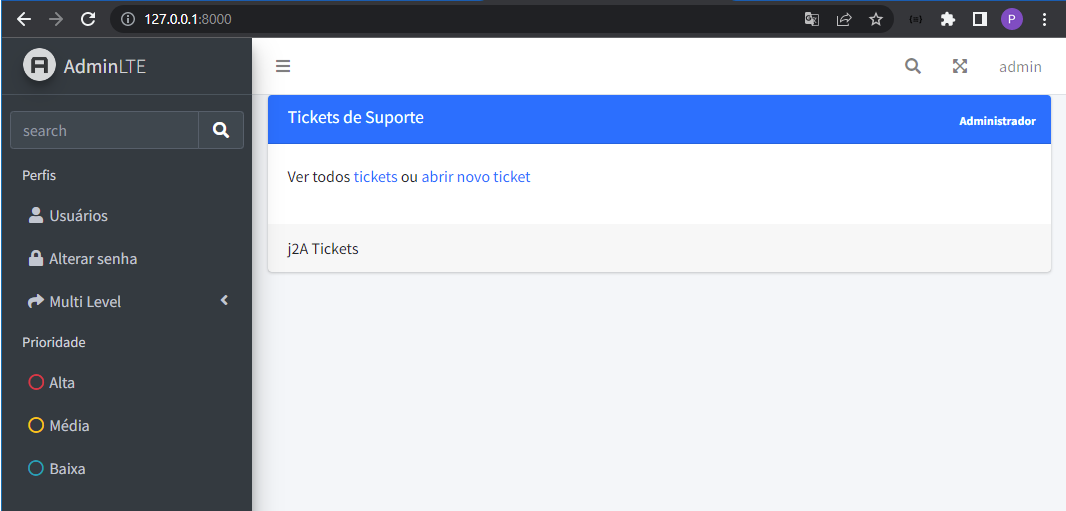 127.0.0.1:8000
P
AdminLTE
admin
search
Tickets de Suporte
Administrador
Perfis
Ver todos tickets ou abrir novo ticket
Usuários
j2A Tickets
Alterar senha
Multi Level
Prioridade
Alta
Média
Baixa